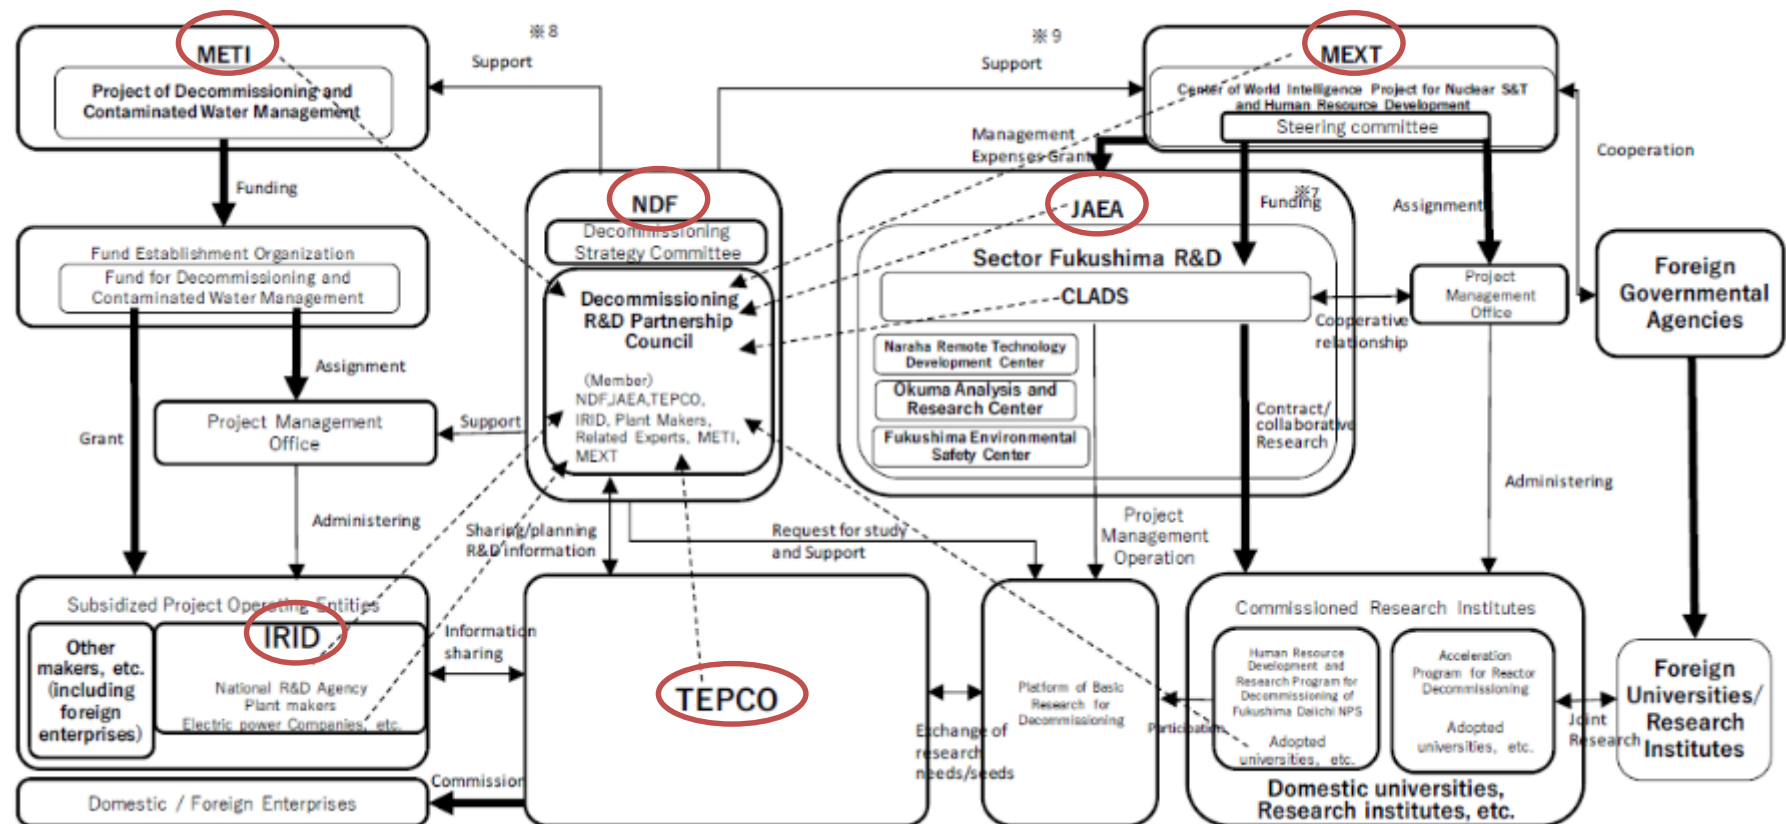 ※8
METI
Project of Decommissioning and
Contaminated Water Management
Support
※9
Support
MEXT
Center of World Intelligence Project for Nuclear S&T
and Human Resource Development
Steering committee
Management
Expenses Grant
Cooperation
Funding
NDF
Decommissioning
Strategy Committee
JAEA
※7
Funding
Assignment
Fund Establishment Organization
Fund for Decommissioning and
Contaminated Water Management
Decommissioning
R&D Partnership
Council
(Member)
NDF,JAEA,TEPCO,
IRID, Plant Makers,
Related Experts, METI,
MEXT
Sector Fukushima R&D
CLADS
Project
Management
Office
Cooperative
relationship
Foreign
Governmental
Agencies
Naraha Remote Technology
Development Center
Okuma Analysis and
Research Center
Fukushima Environmental
Safety Center
Assignment
Project Management
Office
Support
Grant
Contract/
collaborative
Research
Administering
Administering
Sharing/planning
R&D information
Request for study
and Support
Project
Management
Operation
Subsidized Project Operating Entities
Other
makers, etc.
(including
foreign
enterprises)
IRID
National R&D Agency
Plant makers
Electric power Companies, etc.
Information
sharing
TEPCO
Exchange of
research
needs/seeds
Platform of Basic
Research for
Decommissioning
Participation
Commissioned Research Institutes
Human Resource
Development and
Research Program for
Decommissioning of
Fukushima Daiichi NPS
Adopted
universities, etc.
Acceleration
Program for Reactor
Decommissioning
Adopted
universities, etc.
Joint
Research
Foreign
Universities/
Research
Institutes
Commission
Domestic / Foreign Enterprises
Domestic universities,
Research institutes, etc.